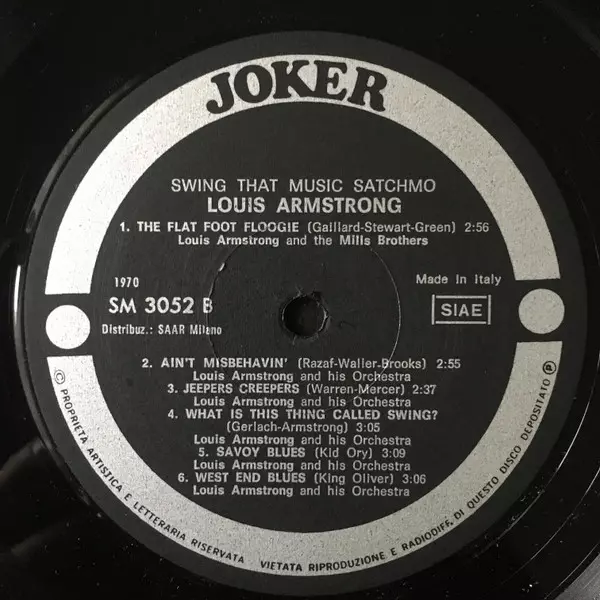 JOKER
SWING THAT MUSIC SATCHMO
LOUIS ARMSTRONG
1. THE FLAT FOOT FLOOGIE (Gaillard-Stewart-Green) 2:56
Louis Armstrong and the Mills Brothers
1970
SM 3052 B
Distribuz.: SAAR Milano
Made in Italy
SIAE
2. AIN'T MISBEHAVIN' (Razaf-Waller-Brooks) 2:55
Louis Armstrong and his Orchestra
3. JEEPERS CREEPERS (Warren-Mercer) 2:37
Louis Armstrong and his Orchestra
4. WHAT IS THIS THING CALLED SWING?
(Gerlach-Armstrong) 3:05
Louis Armstrong and his Orchestra
5. SAVOY BLUES (Kid Ory) 3:09
Louis Armstrong and his Orchestra
6. WEST END BLUES (King Oliver) 3:06
Louis Armstrong and his Orchestra
© PROPRIETA ARTISTICA E LETTERARIA RISERVATA VIETATA RIPRODUZIONE E RADIODIFF. DI QUESTO DISCO DEPOSITATO ℗